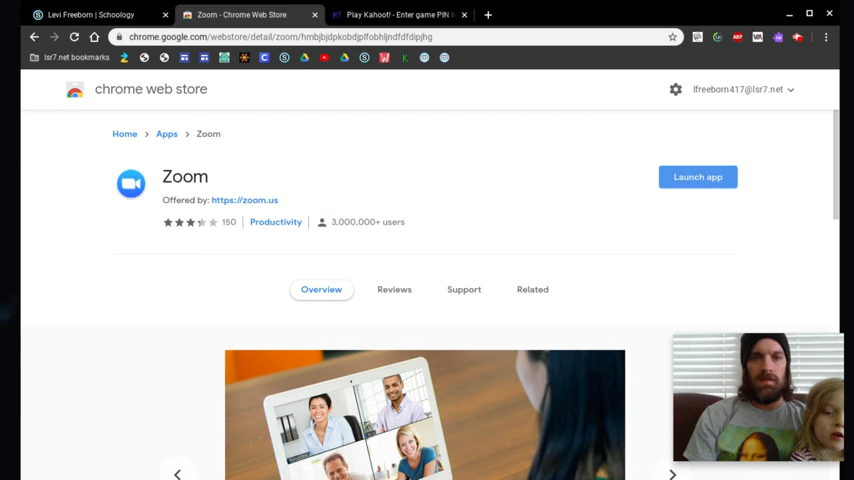 Levi Freeborn | Schoology
Zoom - Chrome Web Store
Play Kahoot! - Enter game PIN h
chrome.google.com/webstore/detail/zoom/hmbjbjdpkobdjplfobhljndfdfdipjhg
lsr7.net bookmarks
chrome web store
lfreeborn417@lsr7.net
Home > Apps > Zoom
Zoom
Launch app
Offered by: https://zoom.us
150 | Productivity | 3,000,000+ users
Overview Reviews Support Related